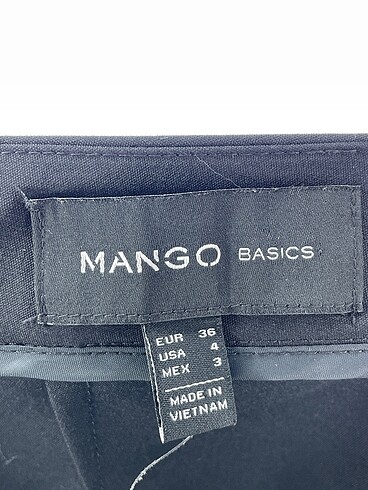 MANGO BASICS
EUR 36
USA 4
MEX 3
MADE IN
VIETNAM